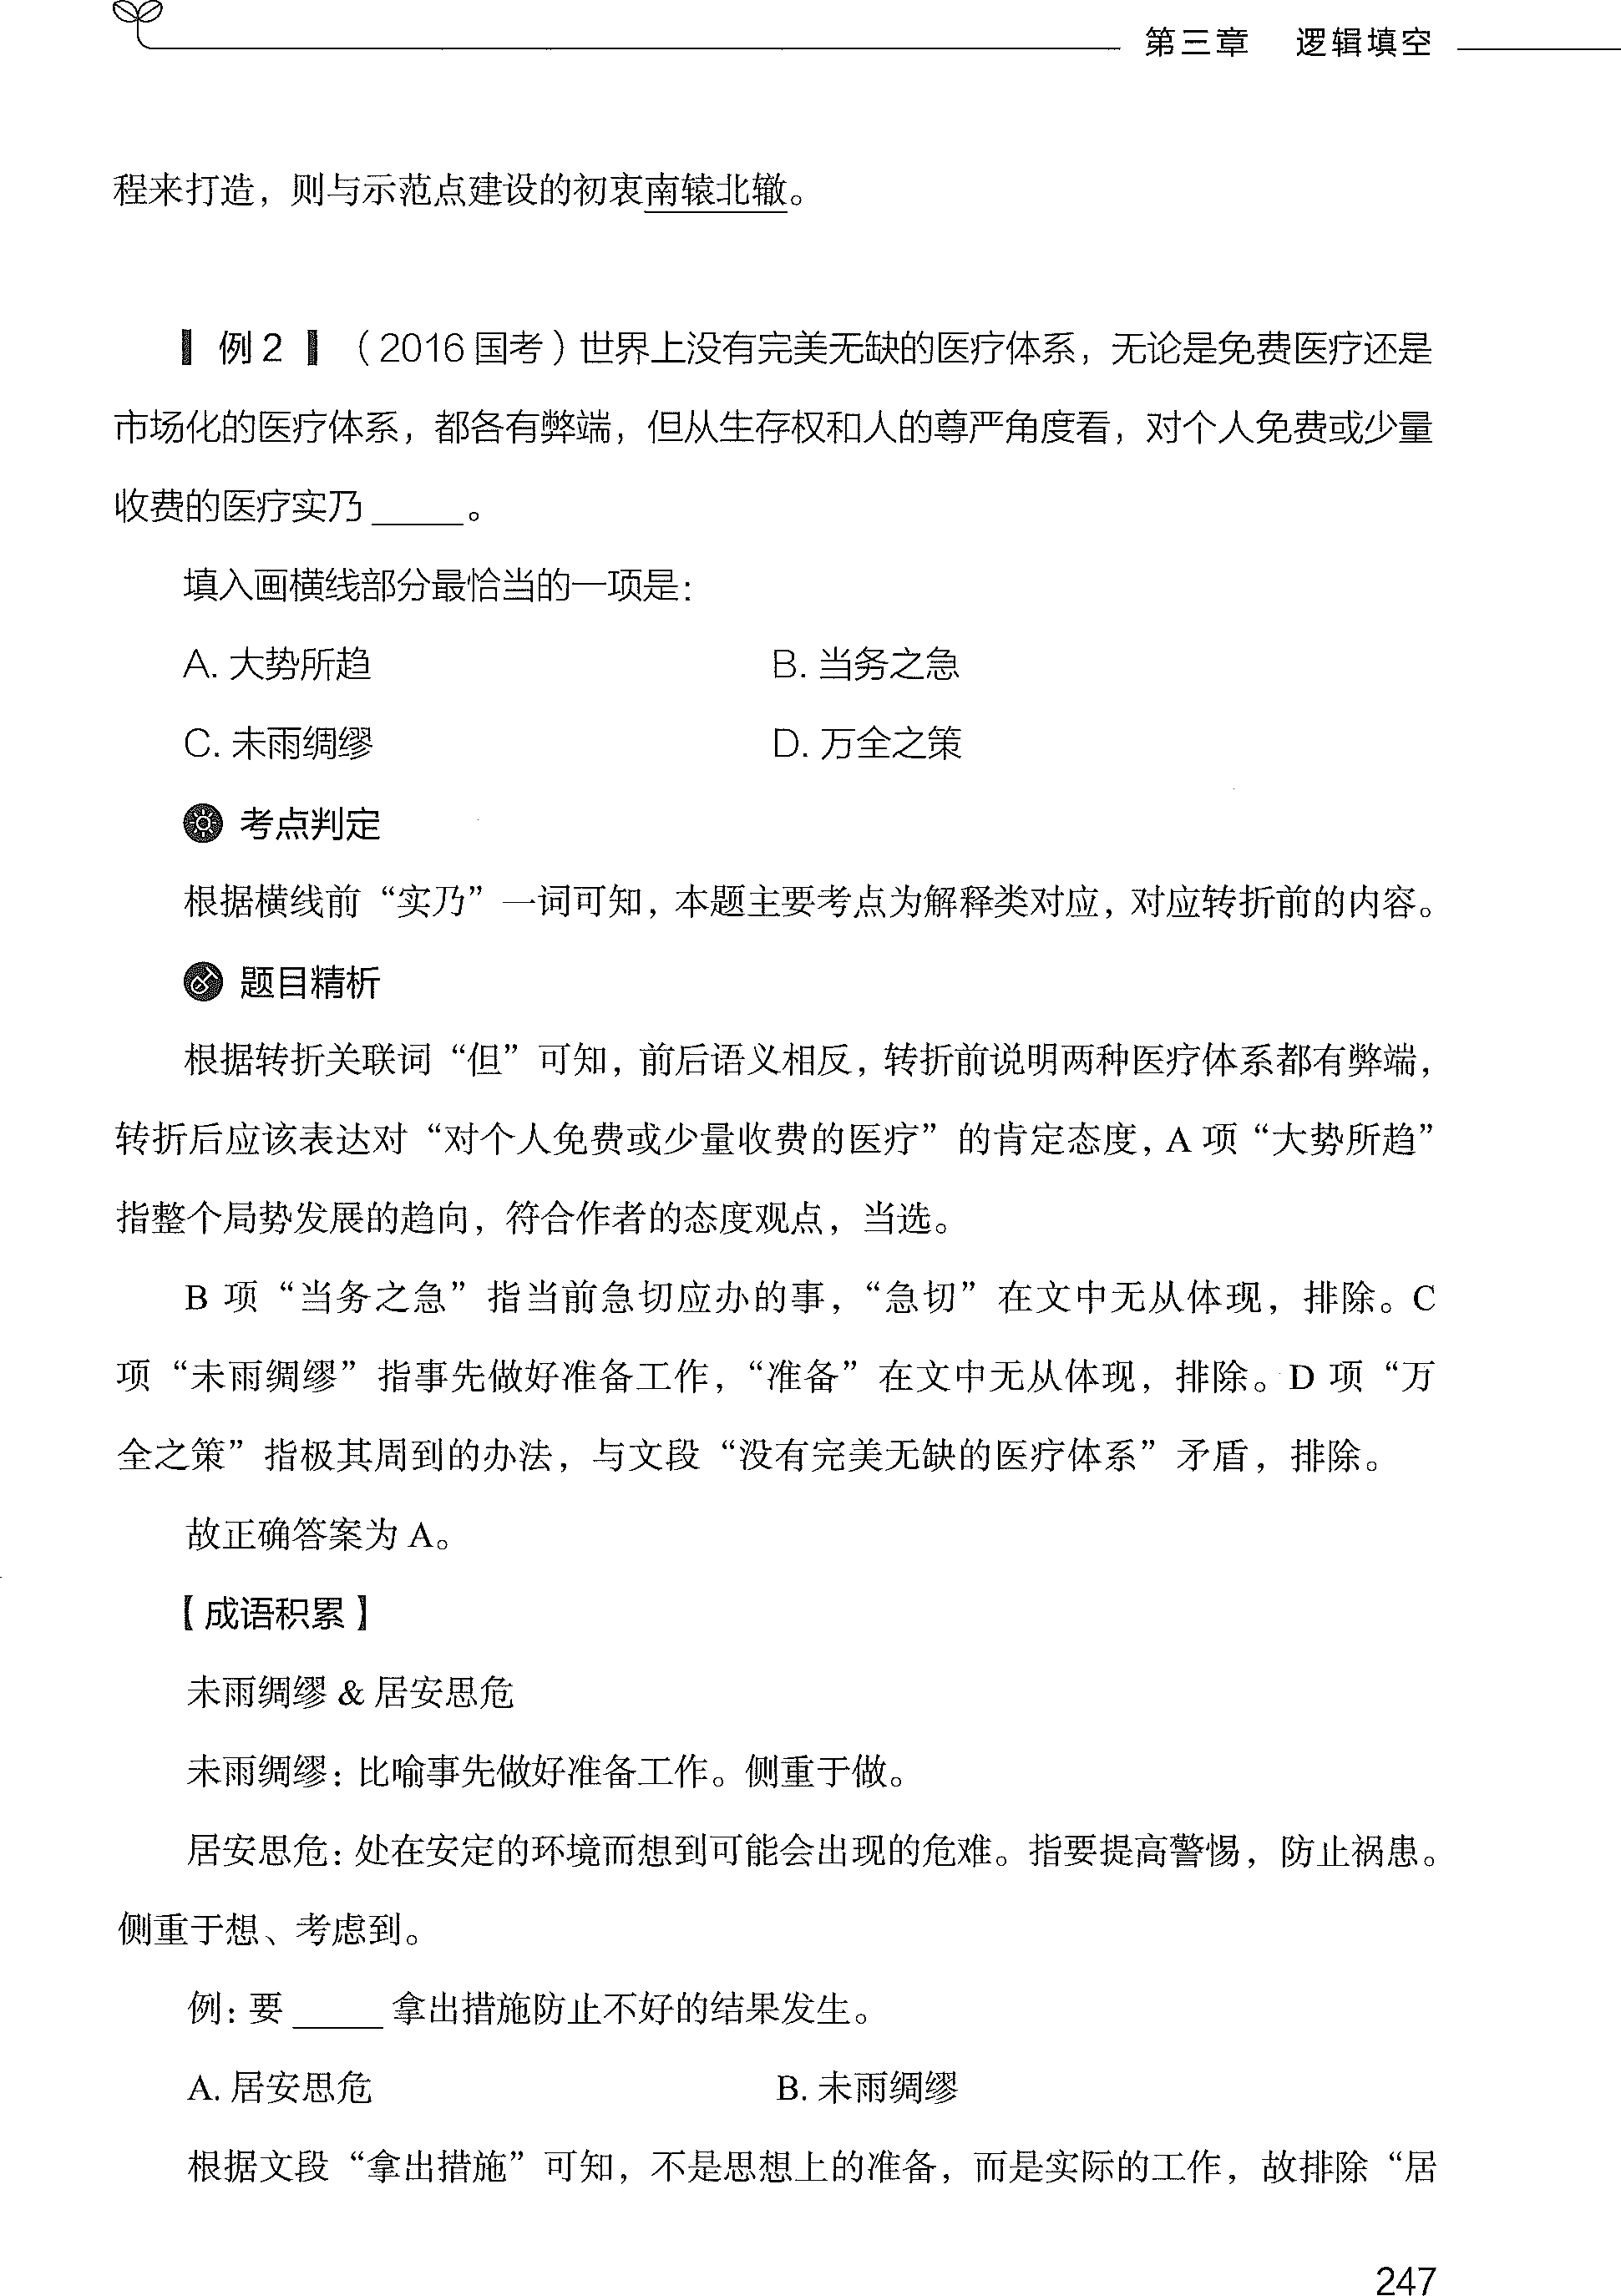 第三章 逻辑填空
程来打造，则与示范点建设的初衷南辕北辙。
例2（2016国考）世界上没有完美无缺的医疗体系，无论是免费医疗还是
市场化的医疗体系，都各有弊端，但从生存权和人的尊严角度看，对个人免费或少量
收费的医疗实乃_____。
填入画横线部分最恰当的一项是：
A. 大势所趋 B. 当务之急
C. 未雨绸缪 D. 万全之策
考点判定
根据横线前“实乃”一词可知，本题主要考点为解释类对应，对应转折前的内容。
题目精析
根据转折关联词“但”可知，前后语义相反，转折前说明两种医疗体系都有弊端，
转折后应该表达对“对个人免费或少量收费的医疗”的肯定态度，A 项“大势所趋”
指整个局势发展的趋向，符合作者的态度观点，当选。
B 项“当务之急”指当前急切应办的事，“急切”在文中无从体现，排除。C
项“未雨绸缪”指事先做好准备工作，“准备”在文中无从体现，排除。D 项“万
全之策”指极其周到的办法，与文段“没有完美无缺的医疗体系”矛盾，排除。
故正确答案为 A。
【成语积累】
未雨绸缪 & 居安思危
未雨绸缪：比喻事先做好准备工作。侧重于做。
居安思危：处在安定的环境而想到可能会出现的危难。指要提高警惕，防止祸患。
侧重于想、考虑到。
例：要_____拿出措施防止不好的结果发生。
A. 居安思危 B. 未雨绸缪
根据文段“拿出措施”可知，不是思想上的准备，而是实际的工作，故排除“居
247